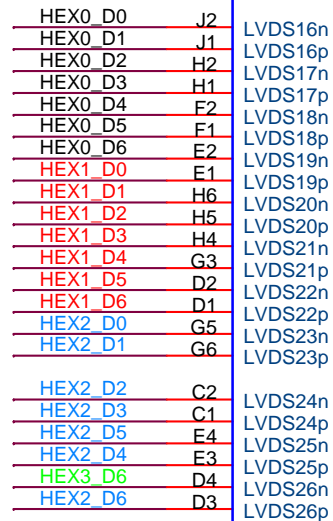 HEX0_D0 J2 LVDS16n
HEX0_D1 J1 LVDS16p
HEX0_D2 H2 LVDS17n
HEX0_D3 H1 LVDS17p
HEX0_D4 F2 LVDS18n
HEX0_D5 F1 LVDS18p
HEX0_D6 E2 LVDS19n
HEX1_D0 E1 LVDS19p
HEX1_D1 H6 LVDS20n
HEX1_D2 H5 LVDS20p
HEX1_D3 H4 LVDS21n
HEX1_D4 G3 LVDS21p
HEX1_D5 D2 LVDS22n
HEX1_D6 D1 LVDS22p
HEX2_D0 G5 LVDS23n
HEX2_D1 G6 LVDS23p
HEX2_D2 C2 LVDS24n
HEX2_D3 C1 LVDS24p
HEX2_D5 E4 LVDS25n
HEX2_D4 E3 LVDS25p
HEX3_D6 D4 LVDS26n
HEX2_D6 D3 LVDS26p